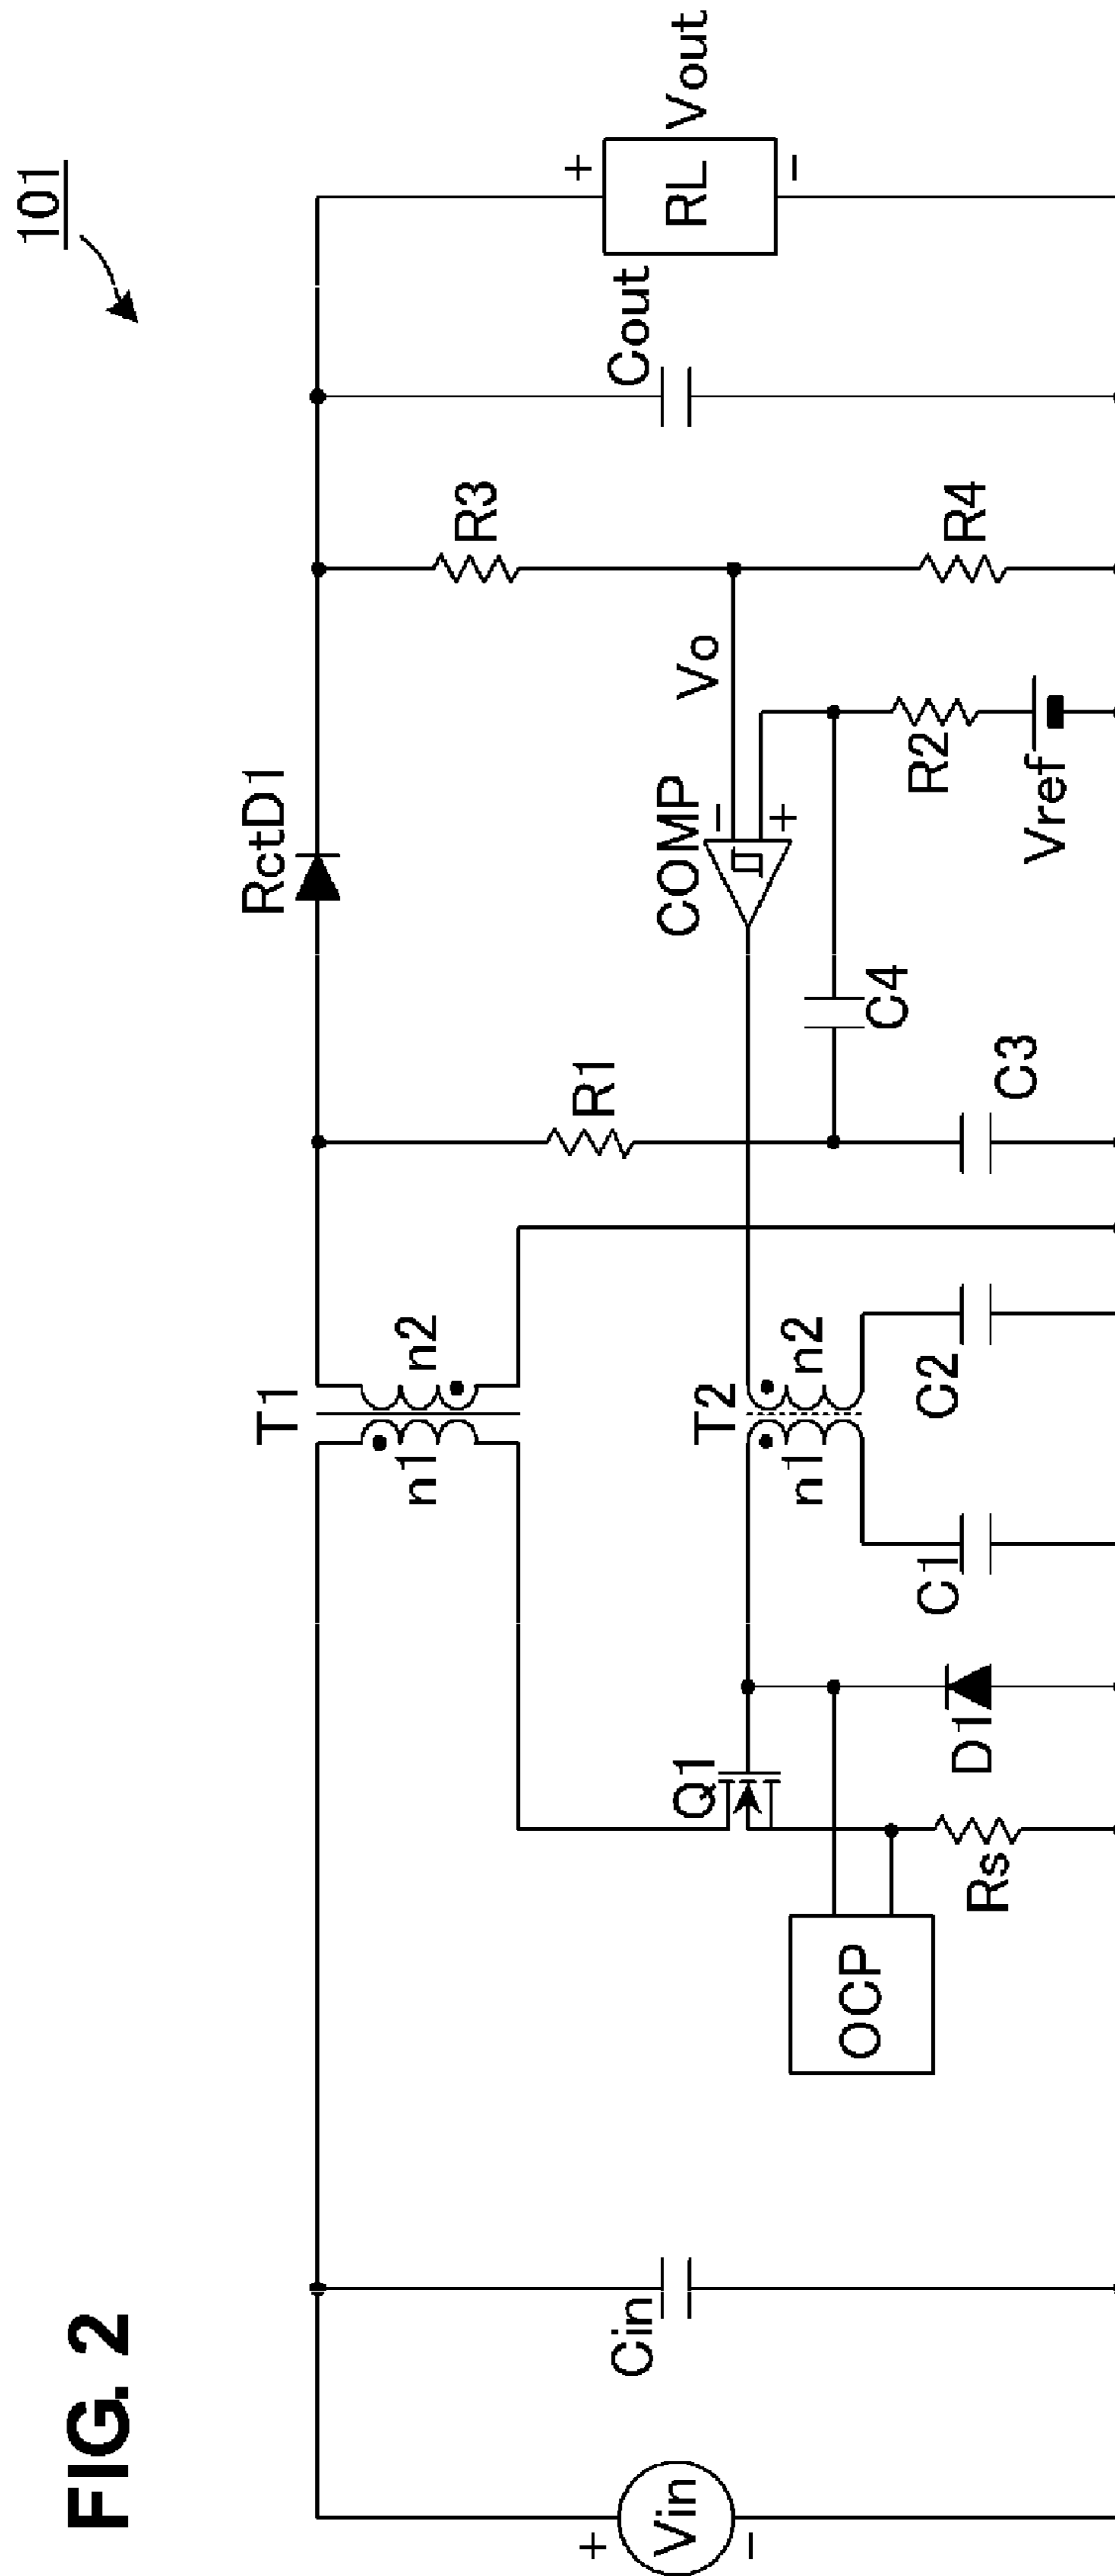 FIG. 2
101
T1
n1
n2
RctD1
Vin
+
−
Cin
OCP
Q1
Rs
D1
T2
n1
n2
C1
C2
R1
C3
C4
COMP
−
+
Vo
R2
Vref
R3
R4
Cout
+
RL
−
Vout